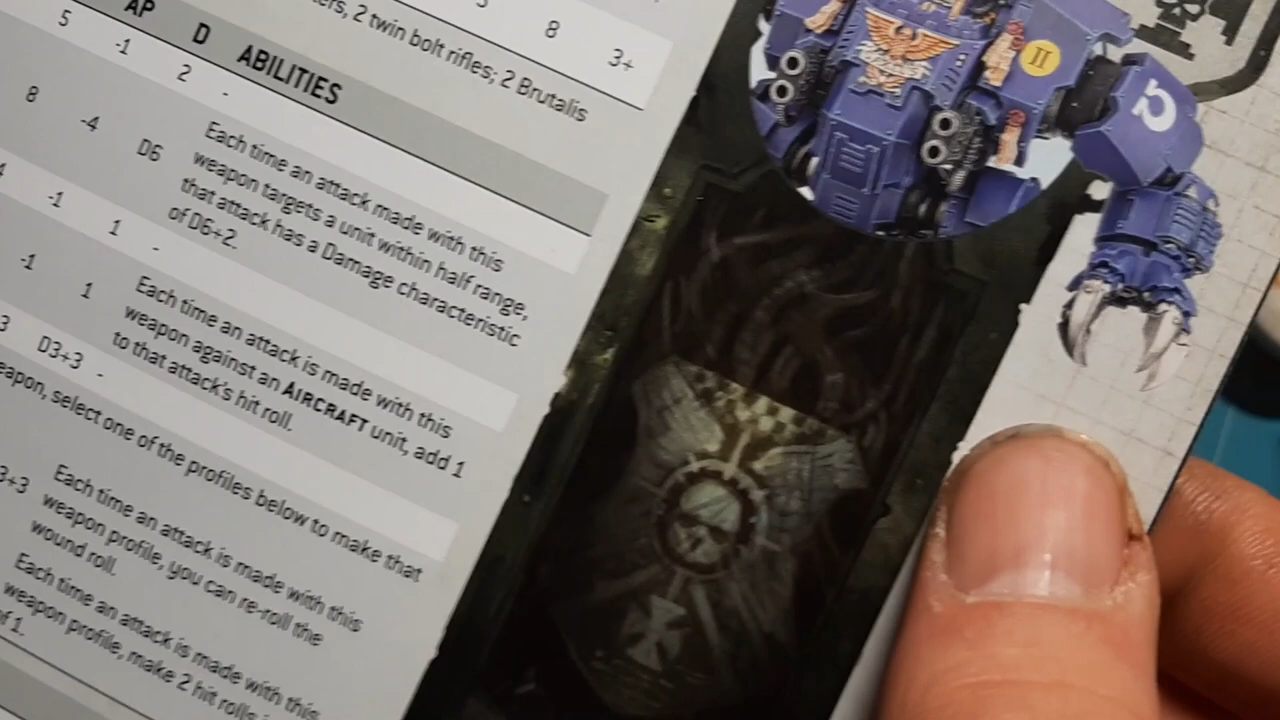 8 3+
ters, 2 twin bolt rifles; 2 Brutalis
AP D ABILITIES
5 -1 2 -
8 -4 D6 Each time an attack made with this
weapon targets a unit within half range,
that attack has a Damage characteristic
of D6+2.
4 -1 1 -
-1 1 Each time an attack is made with this
weapon against an AIRCRAFT unit, add 1
to that attack's hit roll.
3 D3+3 -
eapon, select one of the profiles below to make that
3+3 Each time an attack is made with this
weapon profile, you can re-roll the
wound roll.
Each time an attack is made with this
weapon profile, make 2 hit rolls
of 1.
II
Ω
III